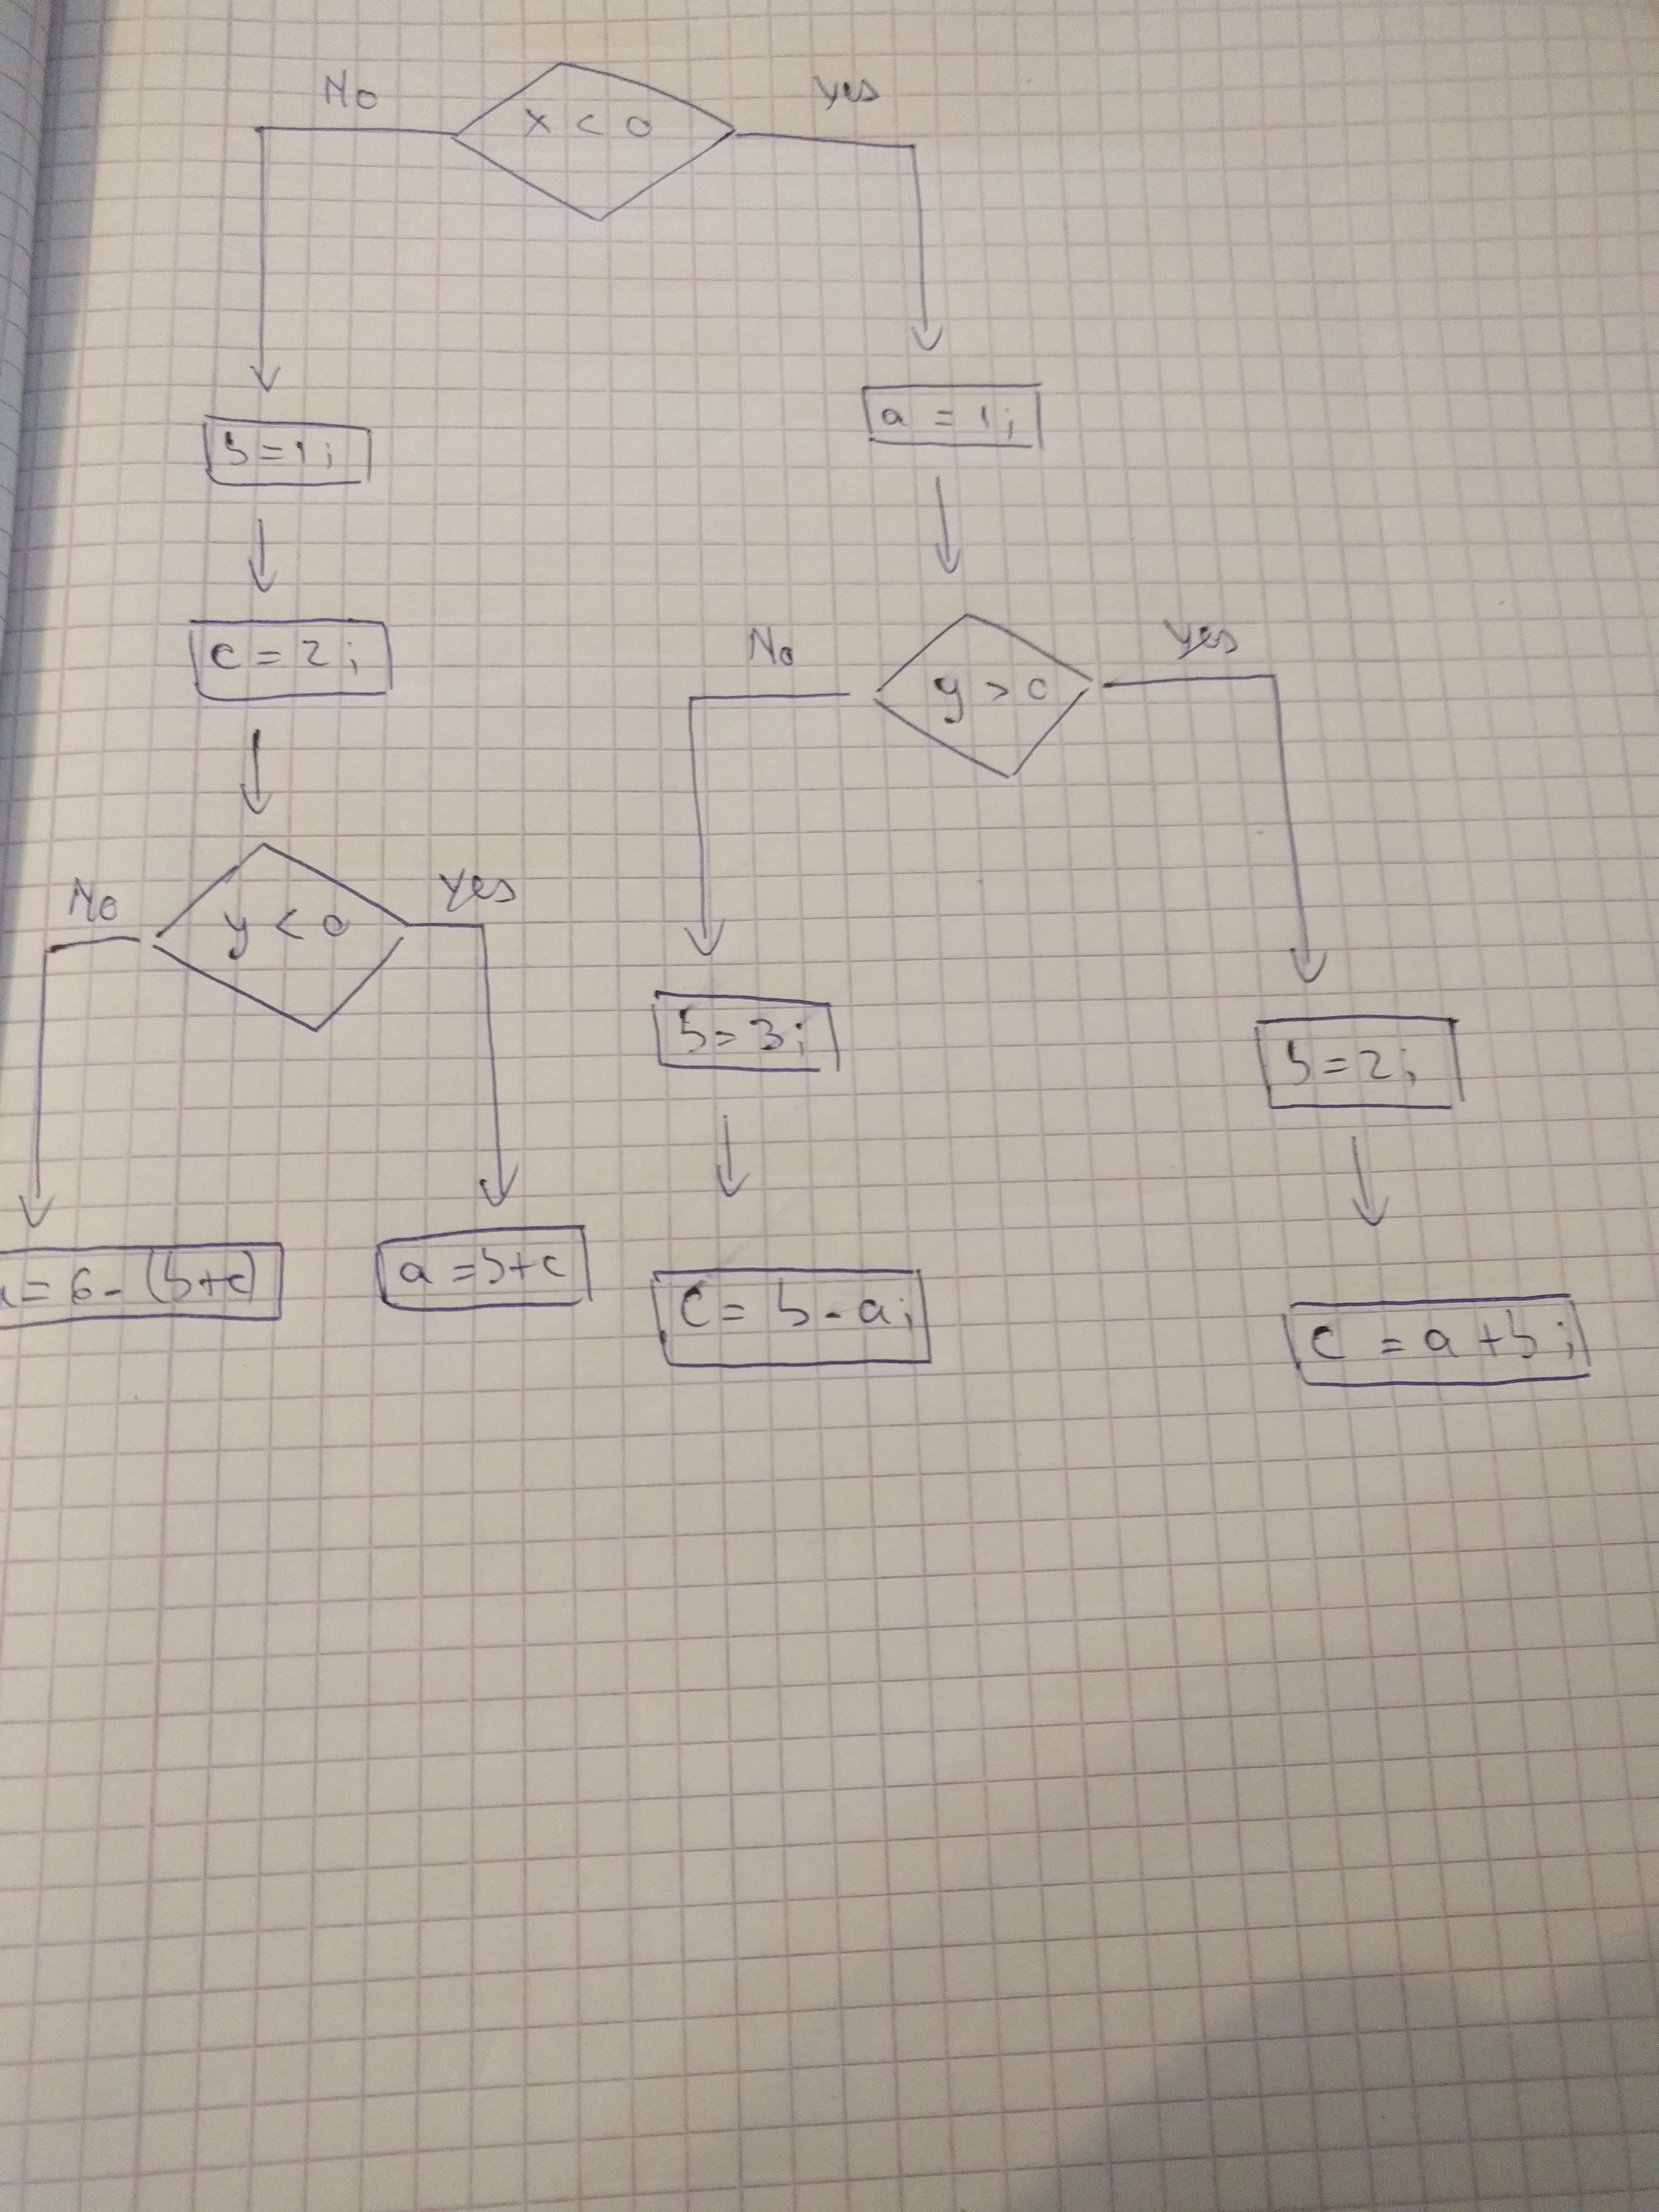 No
x < 0
yes
b=1;
a = 1;
c = 2;
No
y > 0
yes
No
y < 0
yes
b= 3;
b=2;
= 6 - (b+c)
a =b+c
c = b - a;
c = a + b;